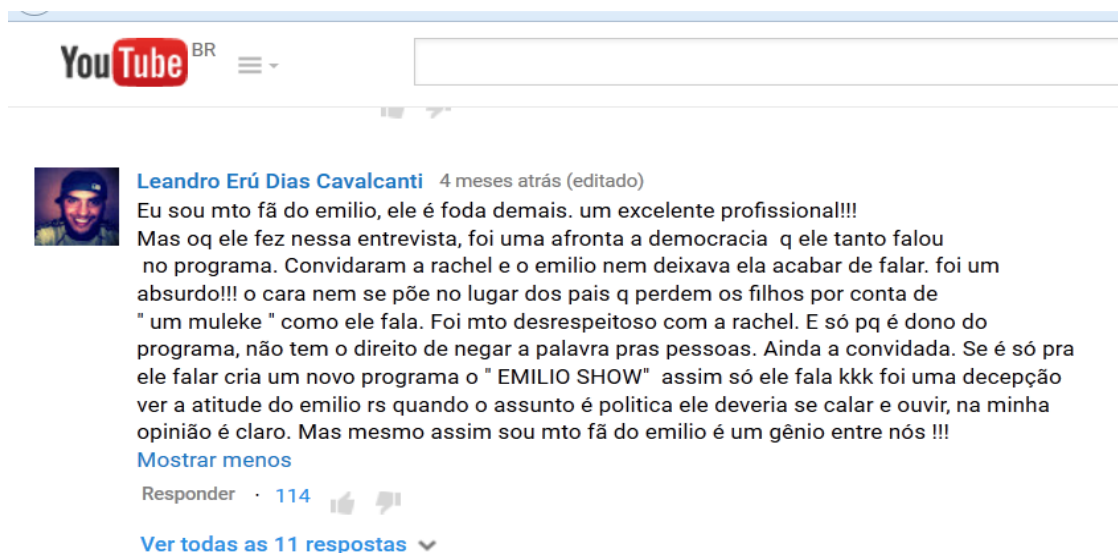 YouTube BR
Leandro Erú Dias Cavalcanti 4 meses atrás (editado)
Eu sou mto fã do emilio, ele é foda demais. um excelente profissional!!!
Mas oq ele fez nessa entrevista, foi uma afronta a democracia q ele tanto falou
no programa. Convidaram a rachel e o emilio nem deixava ela acabar de falar. foi um
absurdo!!! o cara nem se põe no lugar dos pais q perdem os filhos por conta de
" um muleke " como ele fala. Foi mto desrespeitoso com a rachel. E só pq é dono do
programa, não tem o direito de negar a palavra pras pessoas. Ainda a convidada. Se é só pra
ele falar cria um novo programa o " EMILIO SHOW" assim só ele fala kkk foi uma decepção
ver a atitude do emilio rs quando o assunto é politica ele deveria se calar e ouvir, na minha
opinião é claro. Mas mesmo assim sou mto fã do emilio é um gênio entre nós !!!
Mostrar menos
Responder · 114
Ver todas as 11 respostas